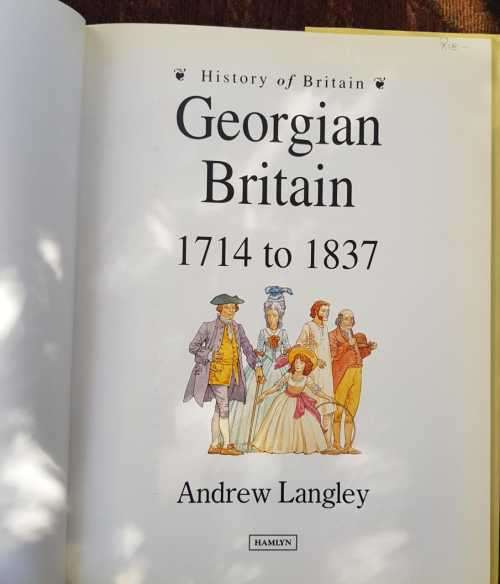 History of Britain
Georgian
Britain
1714 to 1837
Andrew Langley
HAMLYN